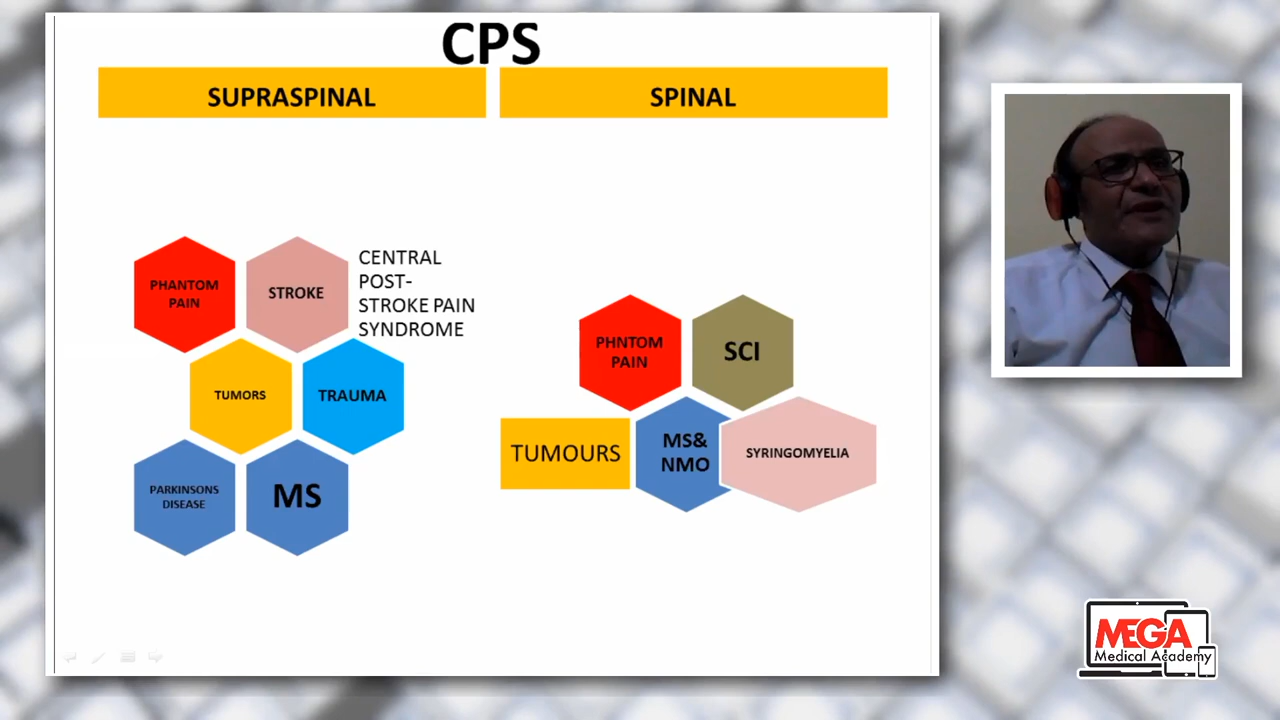 CPS
SUPRASPINAL
SPINAL
PHANTOM
PAIN
STROKE
CENTRAL
POST-
STROKE PAIN
SYNDROME
TUMORS
TRAUMA
PARKINSONS
DISEASE
MS
PHNTOM
PAIN
SCI
TUMOURS
MS&
NMO
SYRINGOMYELIA
MEGA
Medical Academy